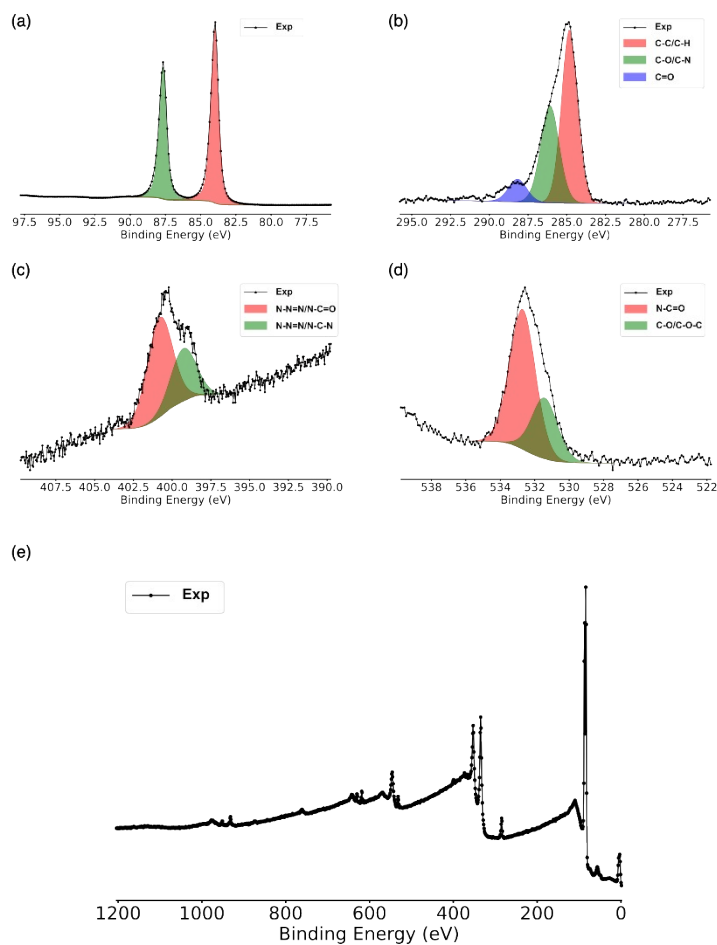 (a)
Exp
97.5 95.0 92.5 90.0 87.5 85.0 82.5 80.0 77.5
Binding Energy (eV)
(b)
Exp
C-C/C-H
C-O/C-N
C=O
295.0 292.5 290.0 287.5 285.0 282.5 280.0 277.5
Binding Energy (eV)
(c)
Exp
N-N=N/N-C=O
N-N=N/N-C-N
407.5 405.0 402.5 400.0 397.5 395.0 392.5 390.0
Binding Energy (eV)
(d)
Exp
N-C=O
C-O/C-O-C
538 536 534 532 530 528 526 524 522
Binding Energy (eV)
(e)
Exp
1200 1000 800 600 400 200 0
Binding Energy (eV)